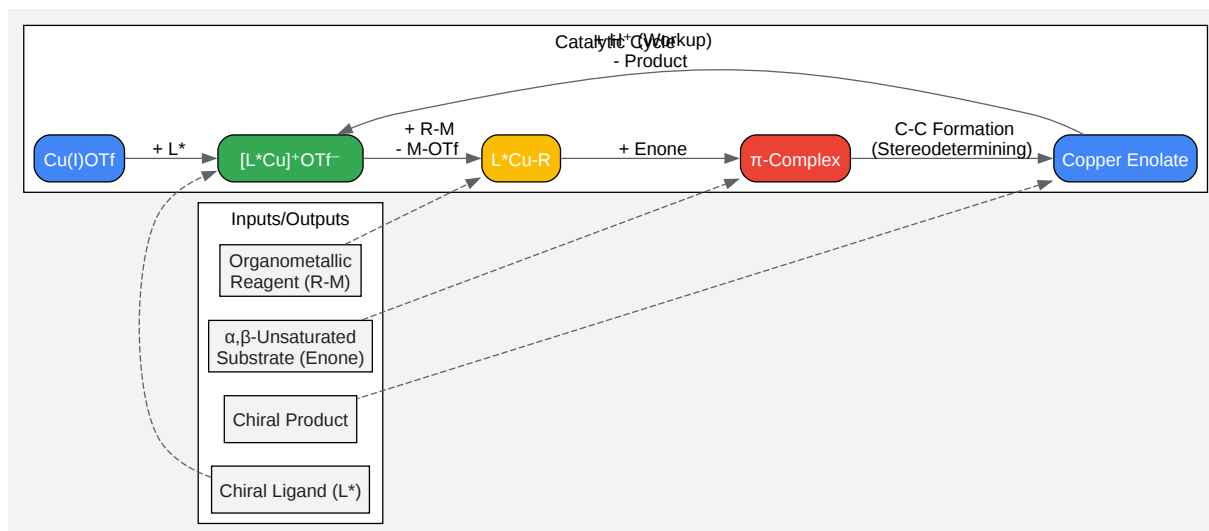 Catalytic Cycle
+ H⁺ (Workup)
- Product
Cu(I)OTf
+ L*
[L*Cu]⁺OTf⁻
+ R-M
- M-OTf
L*Cu-R
+ Enone
π-Complex
C-C Formation
(Stereodetermining)
Copper Enolate
Inputs/Outputs
Organometallic
Reagent (R-M)
α,β-Unsaturated
Substrate (Enone)
Chiral Product
Chiral Ligand (L*)